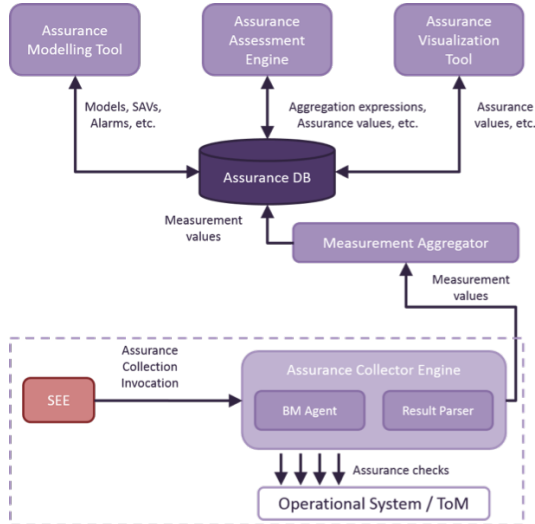 Assurance
Modelling Tool
Assurance
Assessment
Engine
Assurance
Visualization
Tool
Models, SAVs,
Alarms, etc.
Aggregation expressions,
Assurance values, etc.
Assurance
values, etc.
Assurance DB
Measurement
values
Measurement Aggregator
Measurement
values
Assurance
Collection
Invocation
Assurance Collector Engine
SEE
BM Agent
Result Parser
Assurance checks
Operational System / ToM